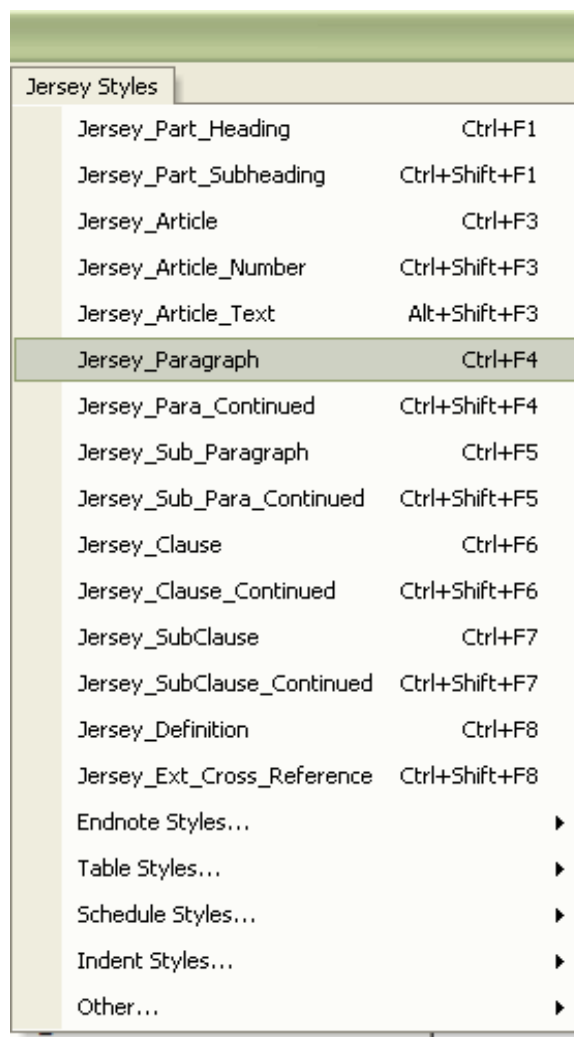 Jersey Styles
Jersey_Part_Heading Ctrl+F1
Jersey_Part_Subheading Ctrl+Shift+F1
Jersey_Article Ctrl+F3
Jersey_Article_Number Ctrl+Shift+F3
Jersey_Article_Text Alt+Shift+F3
Jersey_Paragraph Ctrl+F4
Jersey_Para_Continued Ctrl+Shift+F4
Jersey_Sub_Paragraph Ctrl+F5
Jersey_Sub_Para_Continued Ctrl+Shift+F5
Jersey_Clause Ctrl+F6
Jersey_Clause_Continued Ctrl+Shift+F6
Jersey_SubClause Ctrl+F7
Jersey_SubClause_Continued Ctrl+Shift+F7
Jersey_Definition Ctrl+F8
Jersey_Ext_Cross_Reference Ctrl+Shift+F8
Endnote Styles...
Table Styles...
Schedule Styles...
Indent Styles...
Other...